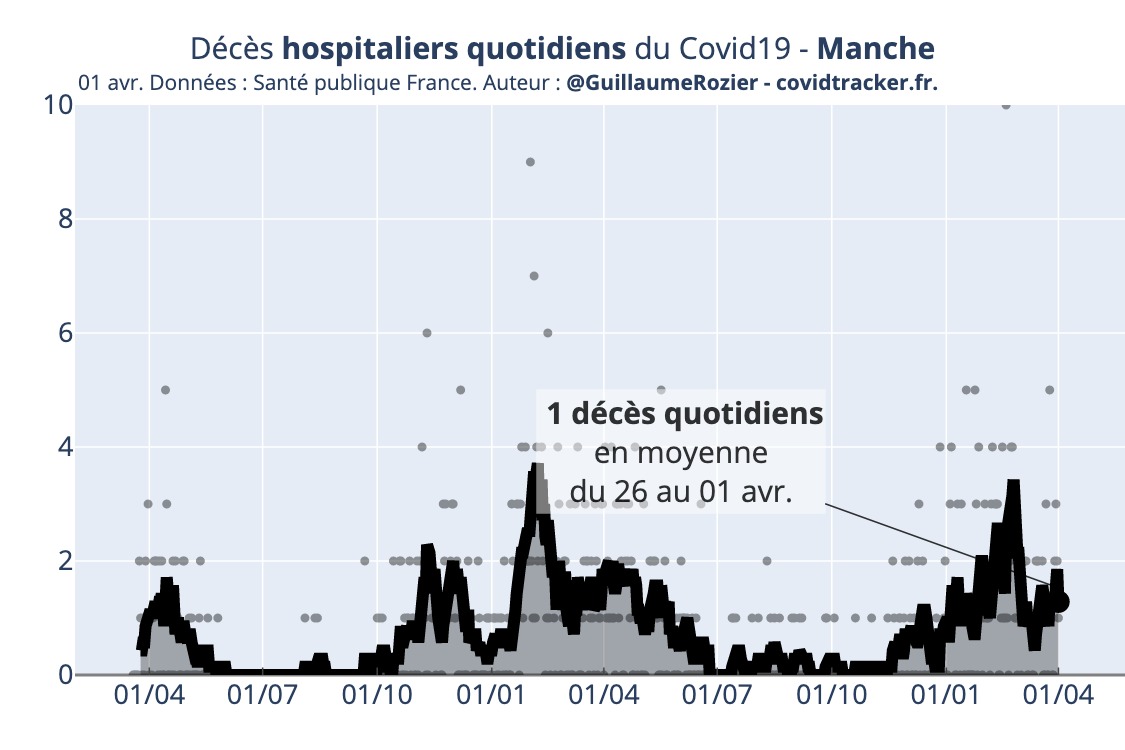 Décès hospitaliers quotidiens du Covid19 - Manche
01 avr. Données : Santé publique France. Auteur : @GuillaumeRozier - covidtracker.fr.
10
8
6
4
2
0
1 décès quotidiens
en moyenne
du 26 au 01 avr.
01/04 01/07 01/10 01/01 01/04 01/07 01/10 01/01 01/04